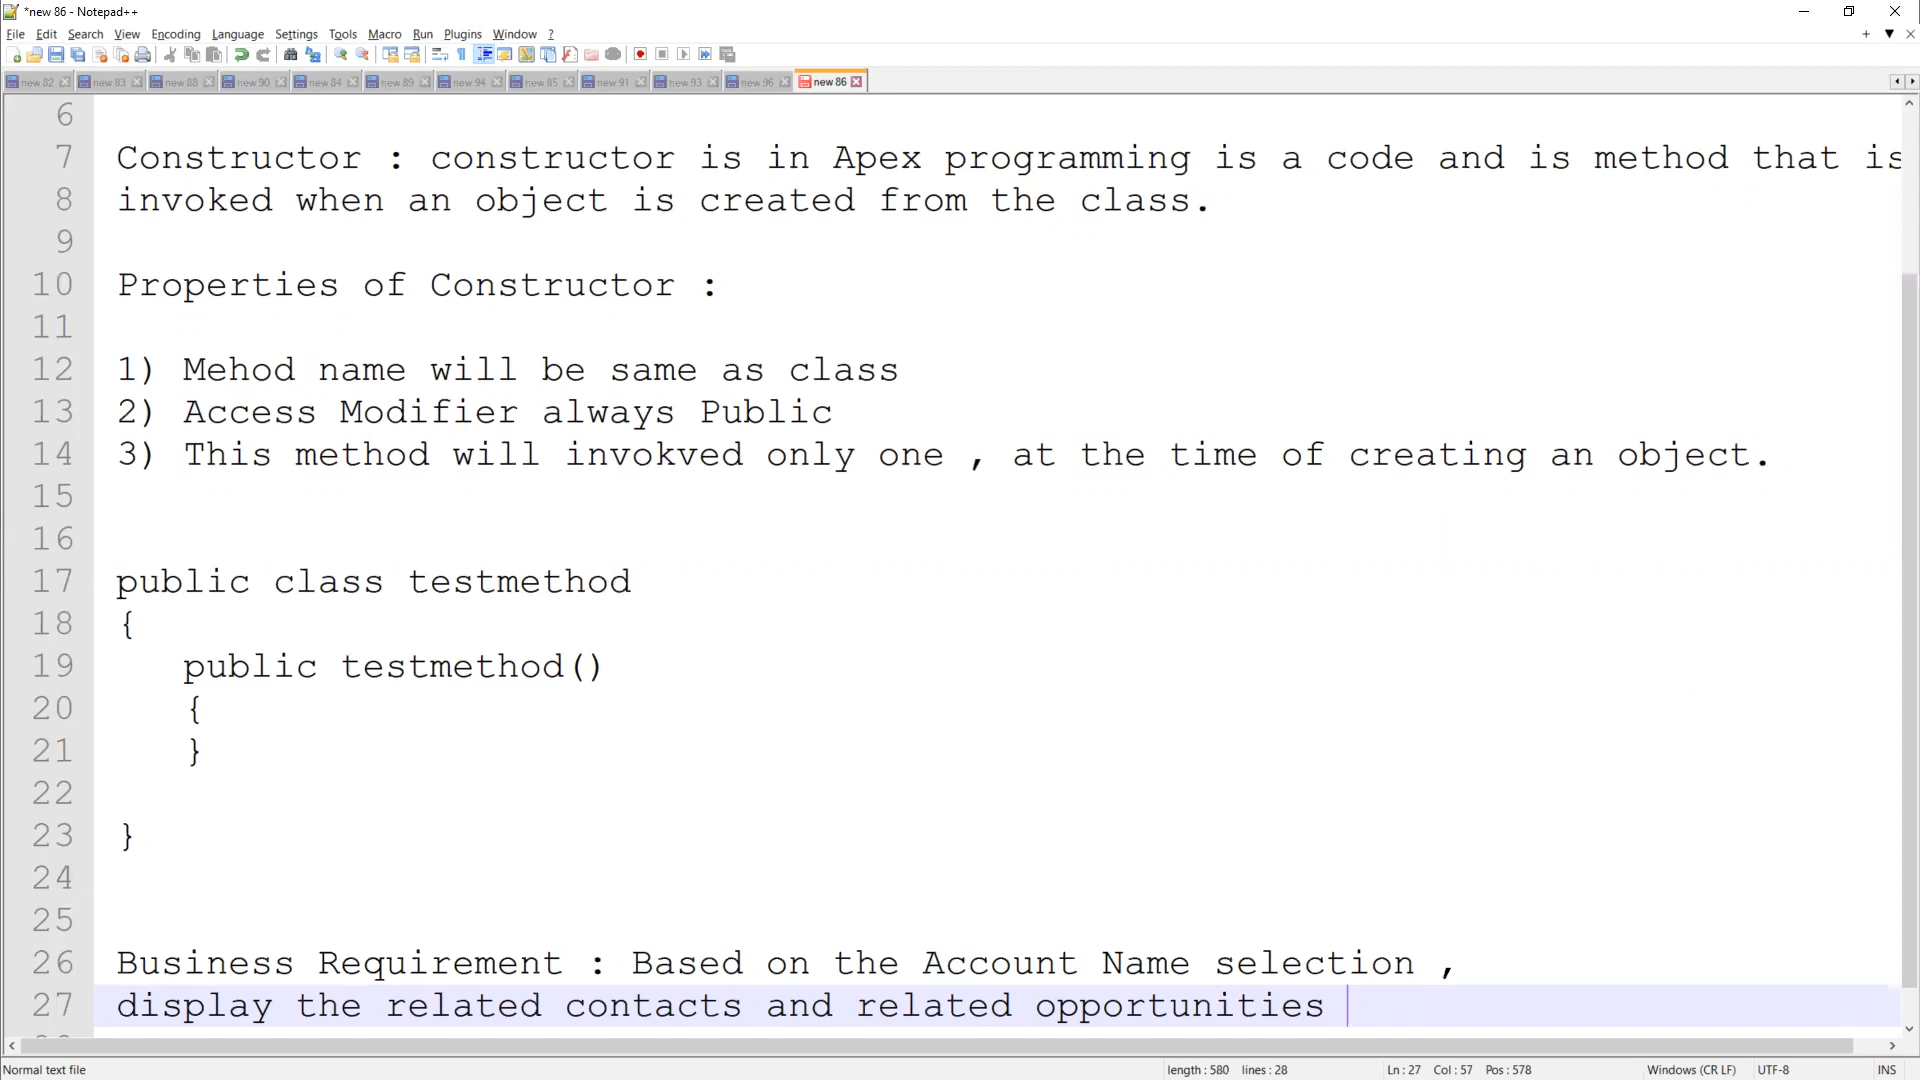 *new 86 - Notepad++
File Edit Search View Encoding Language Settings Tools Macro Run Plugins Window ?
new 82 new 83 new 88 new 90 new 84 new 89 new 94 new 85 new 91 new 93 new 96 new 86
6
7 Constructor : constructor is in Apex programming is a code and is method that is
8 invoked when an object is created from the class.
9
10 Properties of Constructor :
11
12 1) Mehod name will be same as class
13 2) Access Modifier always Public
14 3) This method will invokved only one , at the time of creating an object.
15
16
17 public class testmethod
18 {
19 public testmethod()
20 {
21 }
22
23 }
24
25
26 Business Requirement : Based on the Account Name selection ,
27 display the related contacts and related opportunities
Normal text file length : 580 lines : 28 Ln : 27 Col : 57 Pos : 578 Windows (CR LF) UTF-8 INS